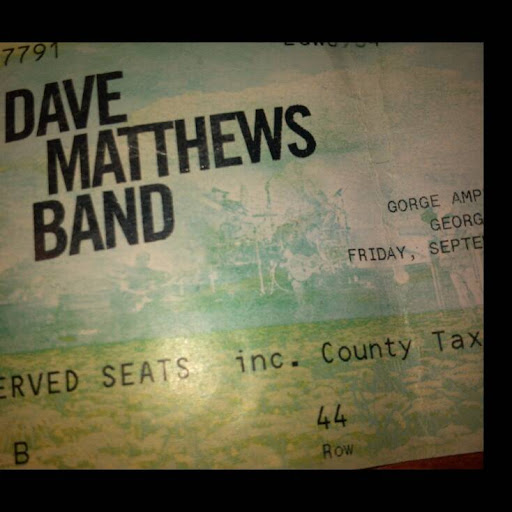 7791
DAVE
MATTHEWS
BAND
GORGE AMP
GEORG
FRIDAY, SEPTE
ERVED SEATS inc. County Tax
44
B
Row